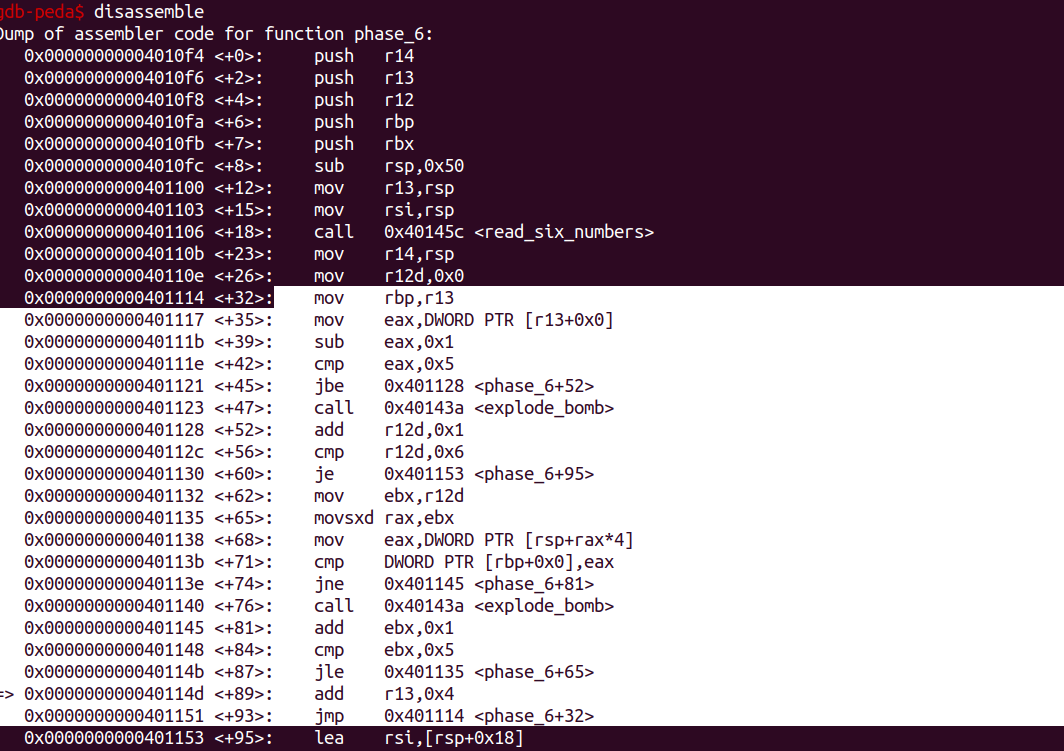 gdb-peda$ disassemble
Dump of assembler code for function phase_6:
0x00000000004010f4 <+0>: push r14
0x00000000004010f6 <+2>: push r13
0x00000000004010f8 <+4>: push r12
0x00000000004010fa <+6>: push rbp
0x00000000004010fb <+7>: push rbx
0x00000000004010fc <+8>: sub rsp,0x50
0x0000000000401100 <+12>: mov r13,rsp
0x0000000000401103 <+15>: mov rsi,rsp
0x0000000000401106 <+18>: call 0x40145c <read_six_numbers>
0x000000000040110b <+23>: mov r14,rsp
0x000000000040110e <+26>: mov r12d,0x0
0x0000000000401114 <+32>: mov rbp,r13
0x0000000000401117 <+35>: mov eax,DWORD PTR [r13+0x0]
0x000000000040111b <+39>: sub eax,0x1
0x000000000040111e <+42>: cmp eax,0x5
0x0000000000401121 <+45>: jbe 0x401128 <phase_6+52>
0x0000000000401123 <+47>: call 0x40143a <explode_bomb>
0x0000000000401128 <+52>: add r12d,0x1
0x000000000040112c <+56>: cmp r12d,0x6
0x0000000000401130 <+60>: je 0x401153 <phase_6+95>
0x0000000000401132 <+62>: mov ebx,r12d
0x0000000000401135 <+65>: movsxd rax,ebx
0x0000000000401138 <+68>: mov eax,DWORD PTR [rsp+rax*4]
0x000000000040113b <+71>: cmp DWORD PTR [rbp+0x0],eax
0x000000000040113e <+74>: jne 0x401145 <phase_6+81>
0x0000000000401140 <+76>: call 0x40143a <explode_bomb>
0x0000000000401145 <+81>: add ebx,0x1
0x0000000000401148 <+84>: cmp ebx,0x5
0x000000000040114b <+87>: jle 0x401135 <phase_6+65>
=> 0x000000000040114d <+89>: add r13,0x4
0x0000000000401151 <+93>: jmp 0x401114 <phase_6+32>
0x0000000000401153 <+95>: lea rsi,[rsp+0x18]